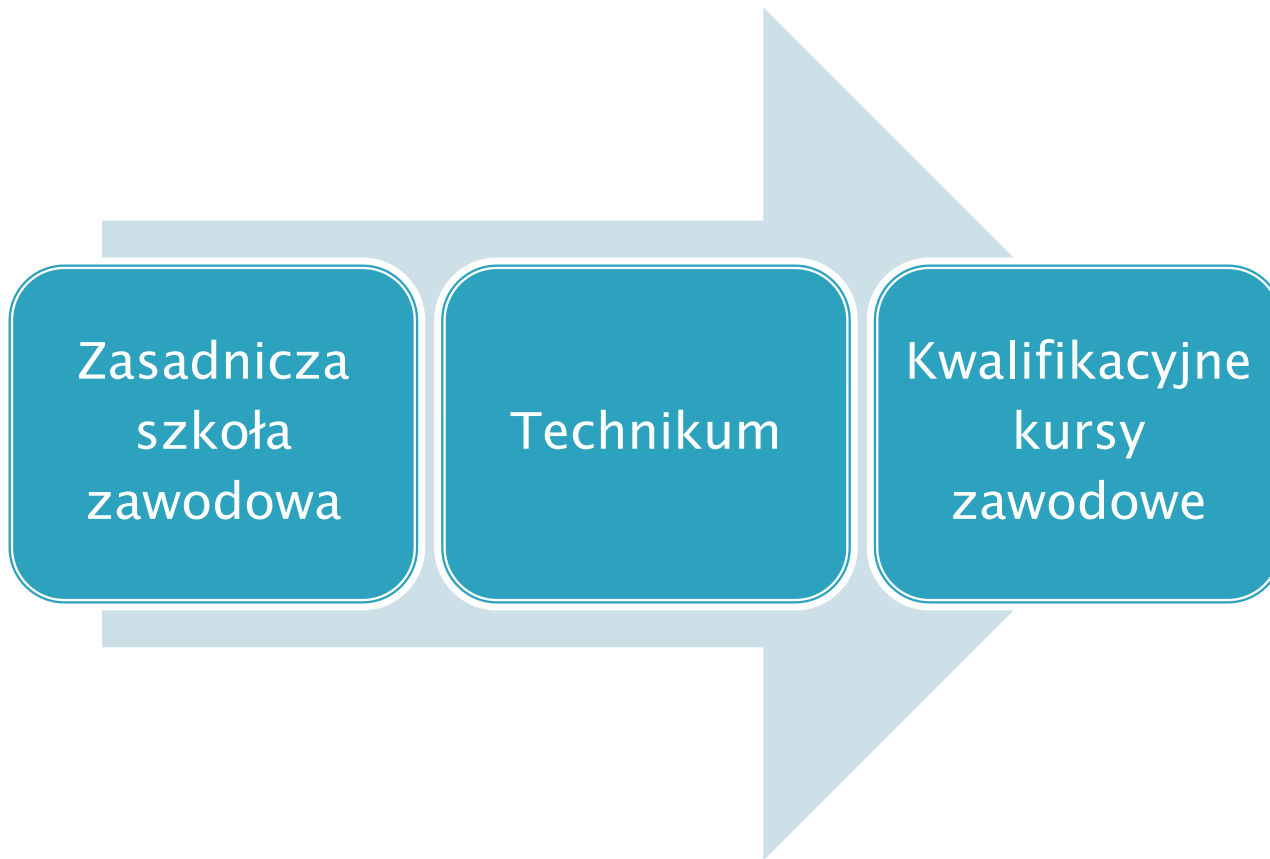 Zasadnicza
szkoła
zawodowa
Technikum
Kwalifikacyjne
kursy
zawodowe